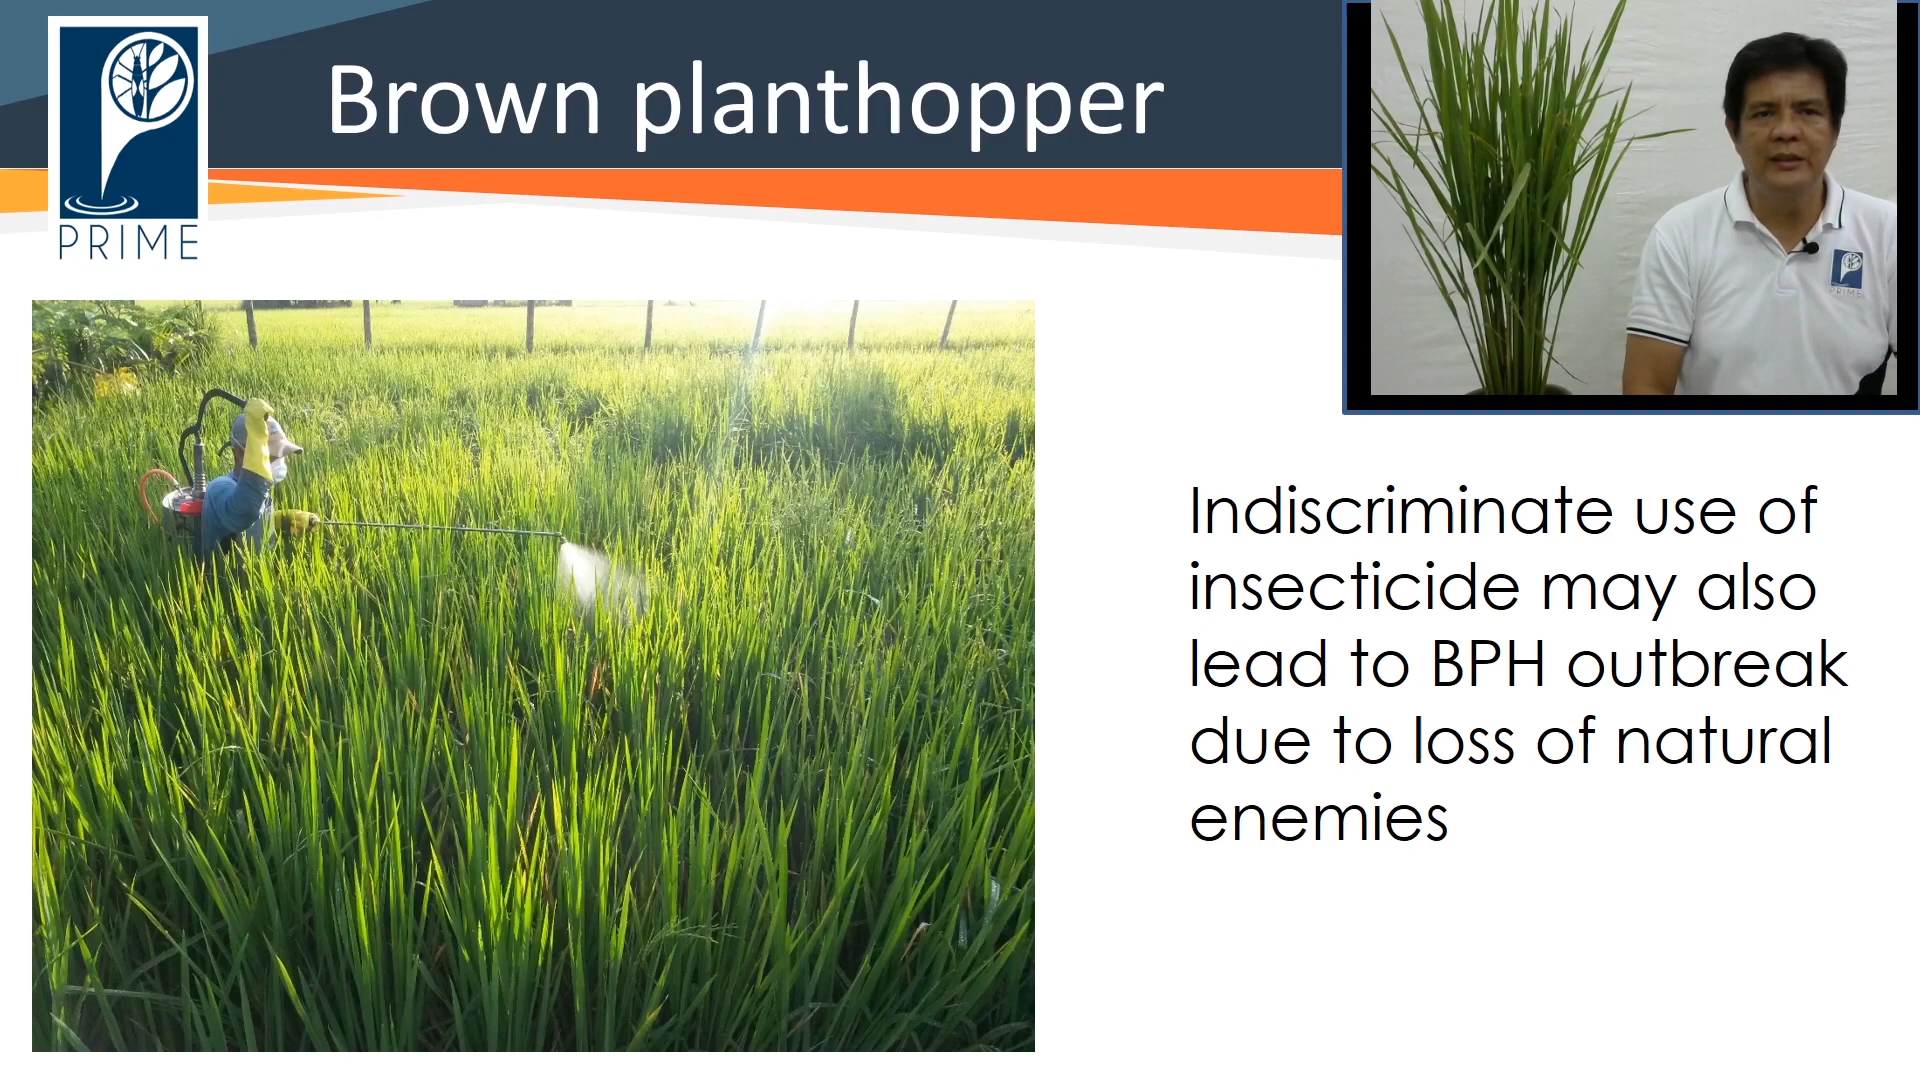 Brown planthopper
PRIME
PRIME
Indiscriminate use of
insecticide may also
lead to BPH outbreak
due to loss of natural
enemies